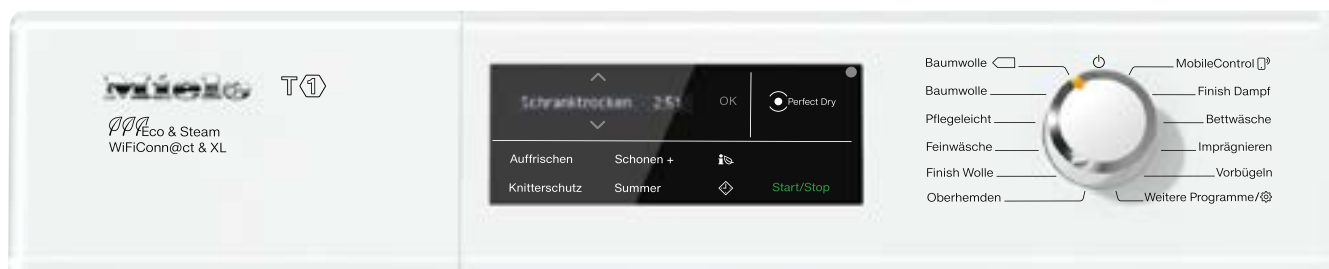 Miele T1
Eco & Steam
WiFiConn@ct & XL
Schranktrocken 2:51
OK
Perfect Dry
Auffrischen Schonen +
Knitterschutz Summer Start/Stop
Baumwolle
Baumwolle
Pflegeleicht
Feinwäsche
Finish Wolle
Oberhemden
MobileControl
Finish Dampf
Bettwäsche
Imprägnieren
Vorbügeln
Weitere Programme/